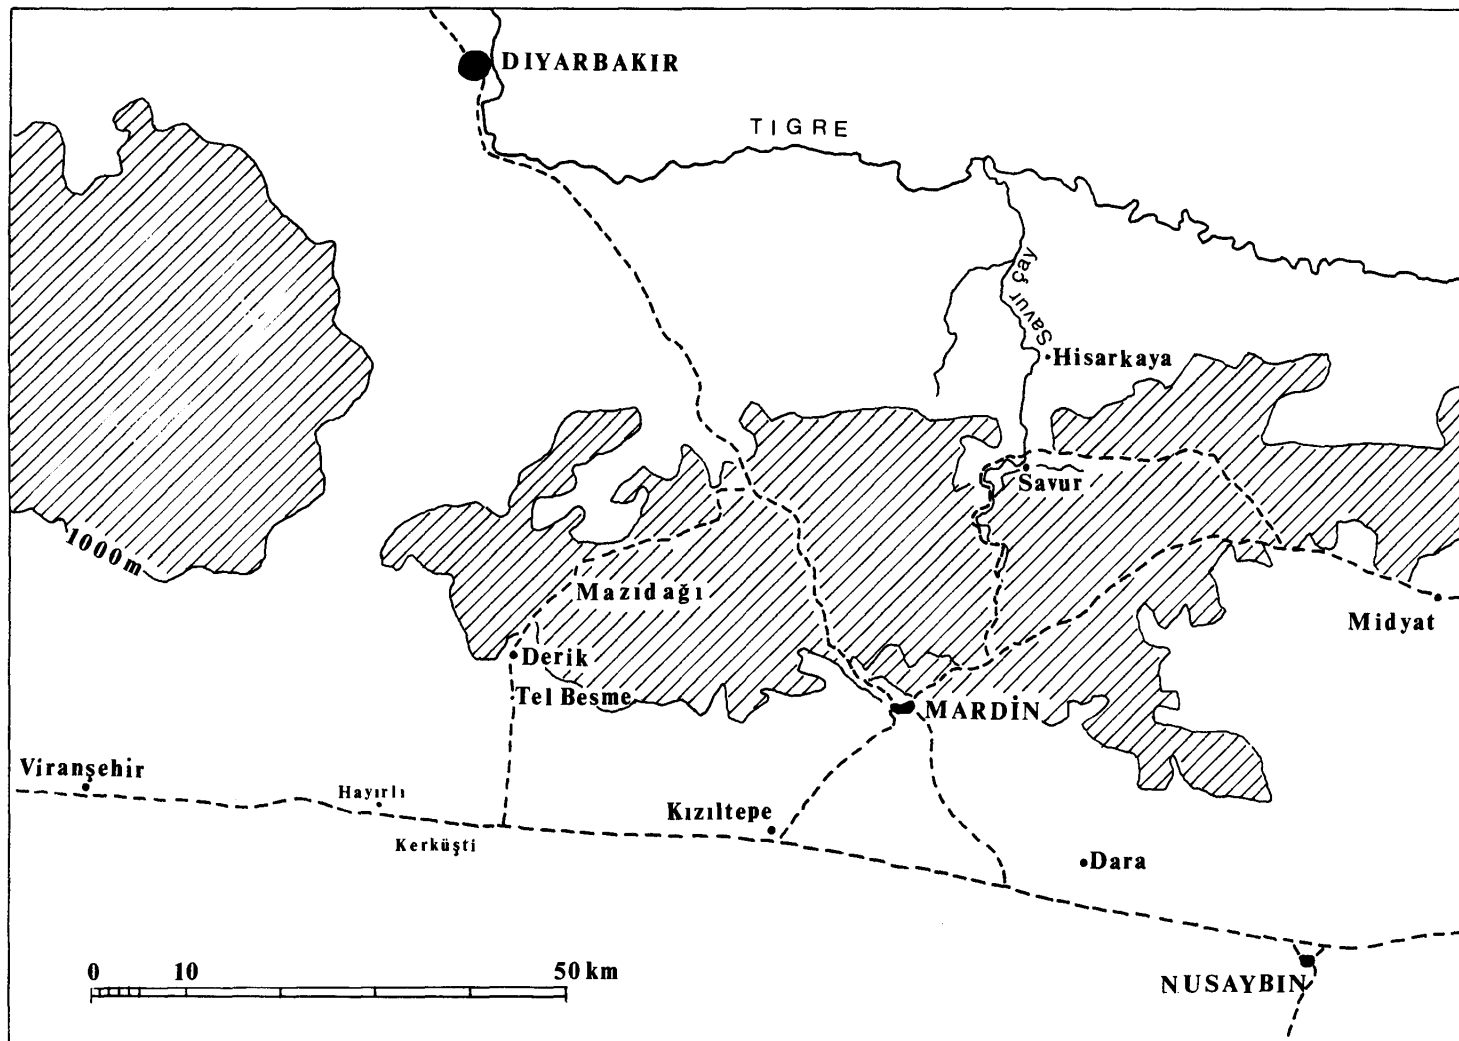 DIYARBAKIR
TIGRE
Savur çay
Hisarkaya
Savur
1000m
Mazıdağı
Midyat
Derik
Tel Besme
MARDİN
Viranşehir
Hayırlı
Kızıltepe
Kerküşti
Dara
0 10 50 km
NUSAYBIN